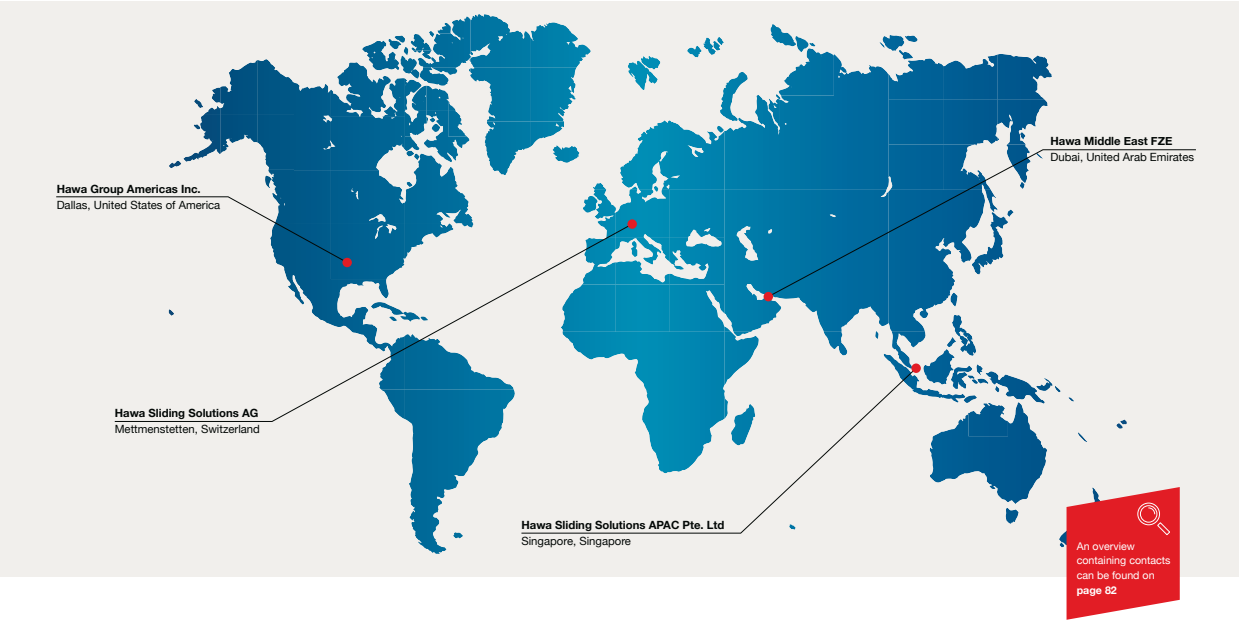 Hawa Middle East FZE
Dubai, United Arab Emirates
Hawa Group Americas Inc.
Dallas, United States of America
Hawa Sliding Solutions AG
Mettmenstetten, Switzerland
Hawa Sliding Solutions APAC Pte. Ltd
Singapore, Singapore
An overview
containing contacts
can be found on
page 82